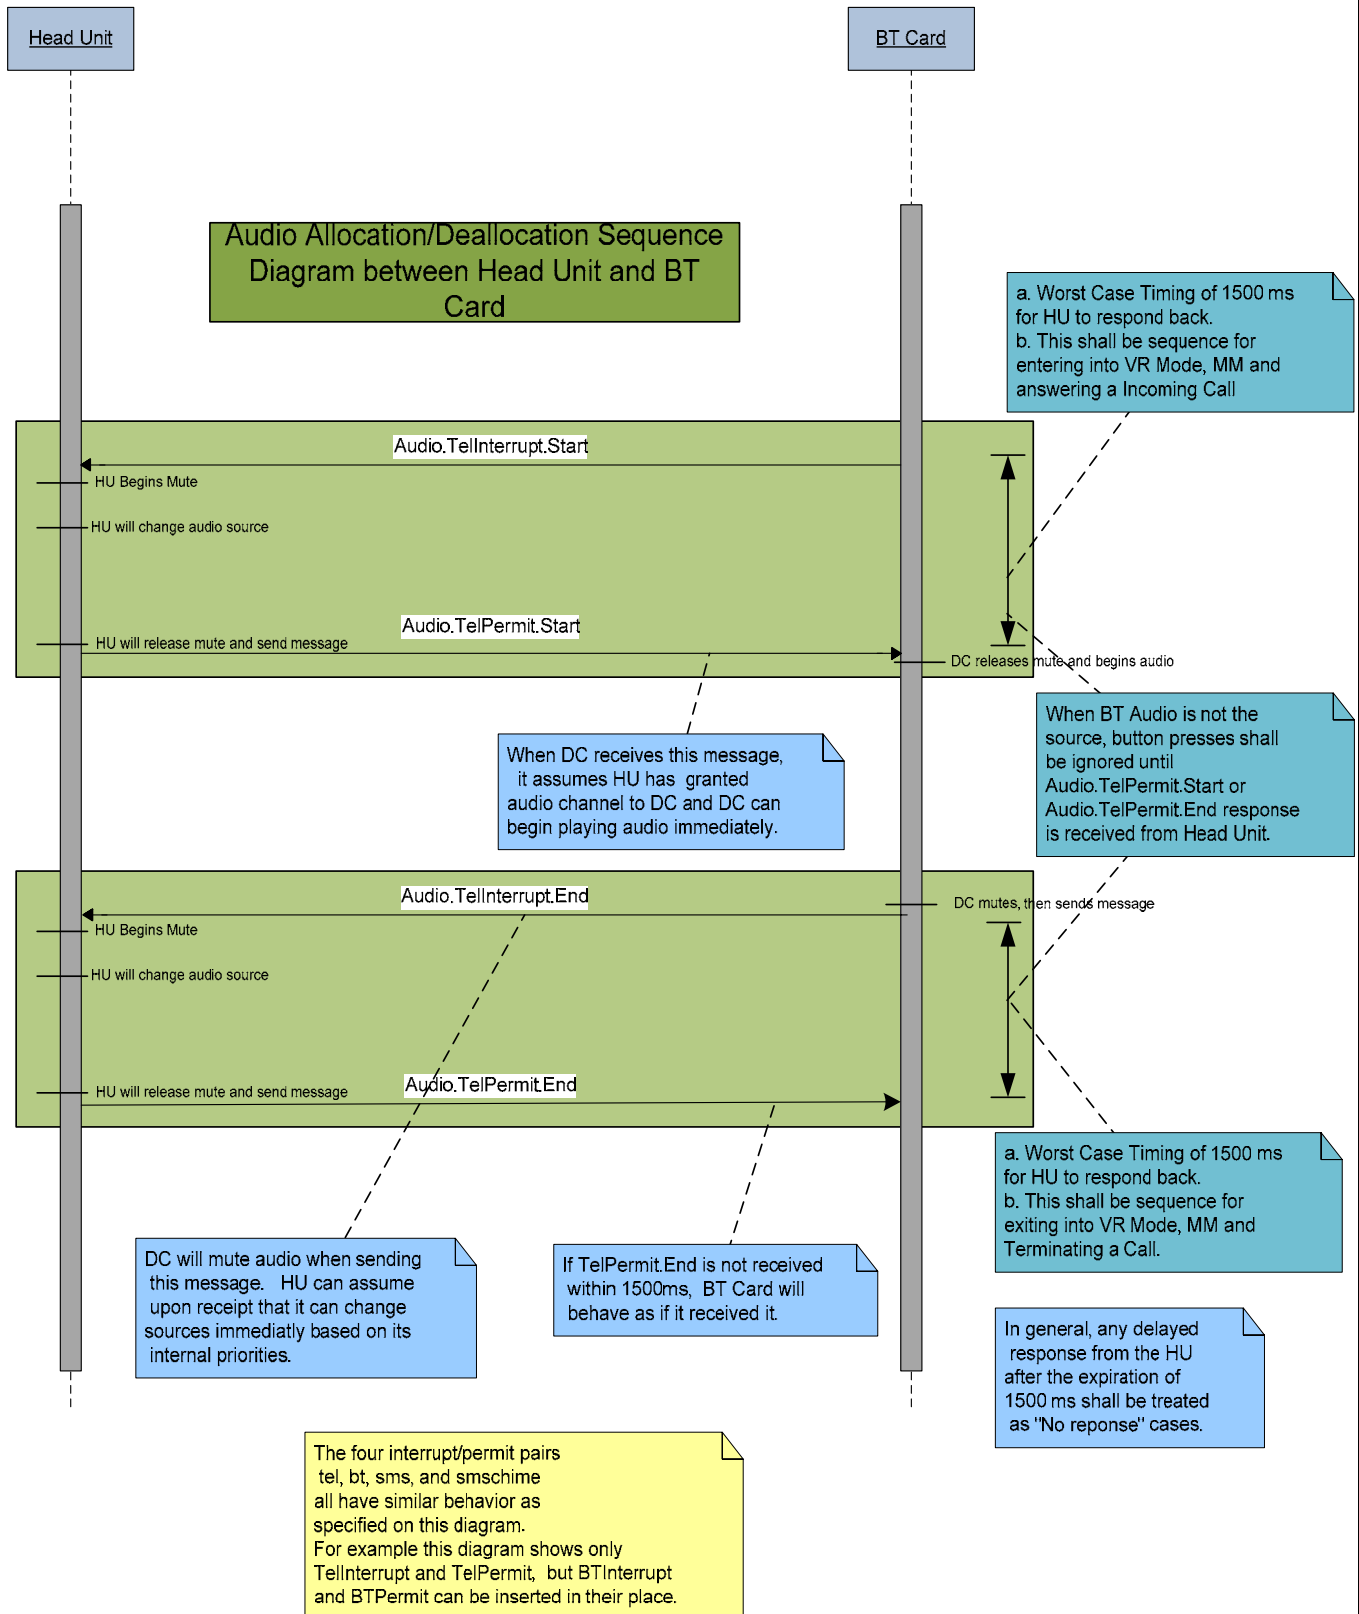 Head Unit
BT Card
Audio Allocation/Deallocation Sequence
Diagram between Head Unit and BT
Card
a. Worst Case Timing of 1500 ms
for HU to respond back.
b. This shall be sequence for
entering into VR Mode, MM and
answering a Incoming Call
Audio.TelInterrupt.Start
HU Begins Mute
HU will change audio source
Audio.TelPermit.Start
HU will release mute and send message
DC releases mute and begins audio
When BT Audio is not the
source, button presses shall
be ignored until
Audio.TelPermit.Start or
Audio.TelPermit.End response
is received from Head Unit.
When DC receives this message,
it assumes HU has granted
audio channel to DC and DC can
begin playing audio immediately.
Audio.TelInterrupt.End
DC mutes, then sends message
HU Begins Mute
HU will change audio source
Audio.TelPermit.End
HU will release mute and send message
a. Worst Case Timing of 1500 ms
for HU to respond back.
b. This shall be sequence for
exiting into VR Mode, MM and
Terminating a Call.
DC will mute audio when sending
this message. HU can assume
upon receipt that it can change
sources immediatly based on its
internal priorities.
If TelPermit.End is not received
within 1500ms, BT Card will
behave as if it received it.
In general, any delayed
response from the HU
after the expiration of
1500 ms shall be treated
as "No reponse" cases.
The four interrupt/permit pairs
tel, bt, sms, and smschime
all have similar behavior as
specified on this diagram.
For example this diagram shows only
TelInterrupt and TelPermit, but BTInterrupt
and BTPermit can be inserted in their place.